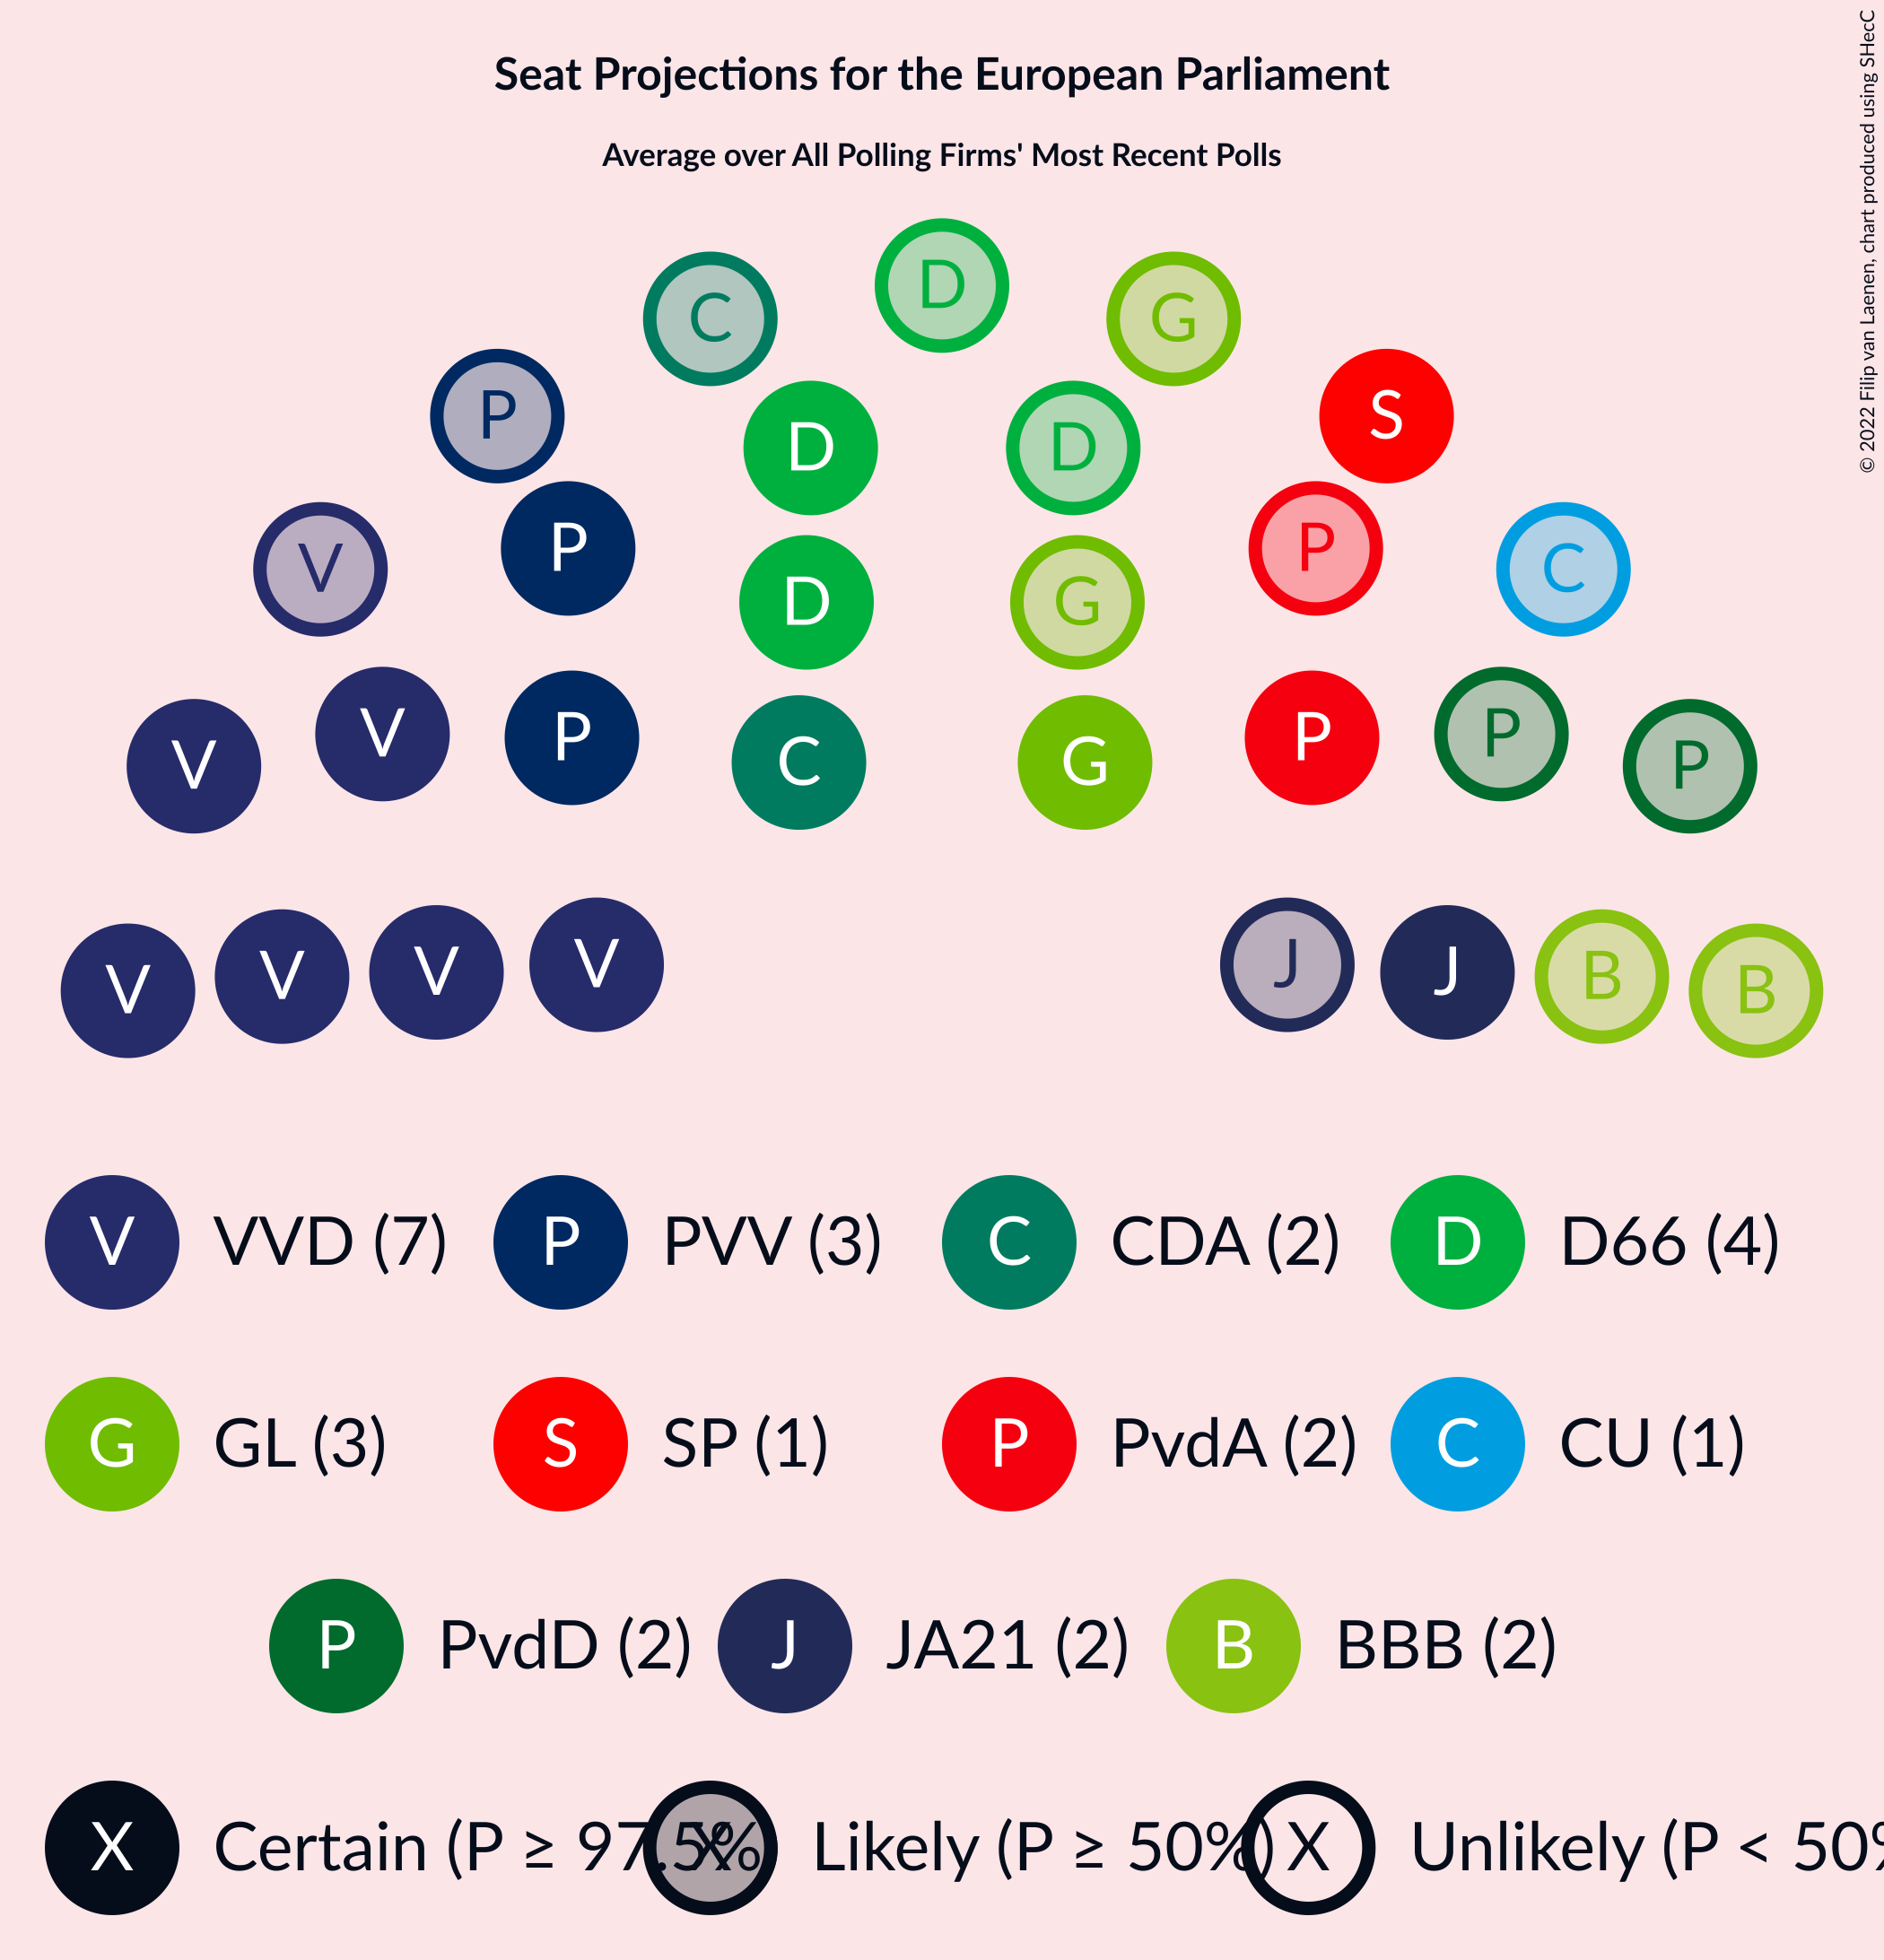 Seat Projections for the European Parliament
Average over All Polling Firms' Most Recent Polls
© 2022 Filip van Laenen, chart produced using SHecC
D
C G
P S
D D
P P
V C
D G
V P P P
C G
V P
V V V V J J B B
V VVD (7) P PVV (3) C CDA (2) D D66 (4)
G GL (3) S SP (1) P PvdA (2) C CU (1)
P PvdD (2) J JA21 (2) B BBB (2)
X Certain (P ≥ 97.5% X Likely (P ≥ 50%) X Unlikely (P < 50%